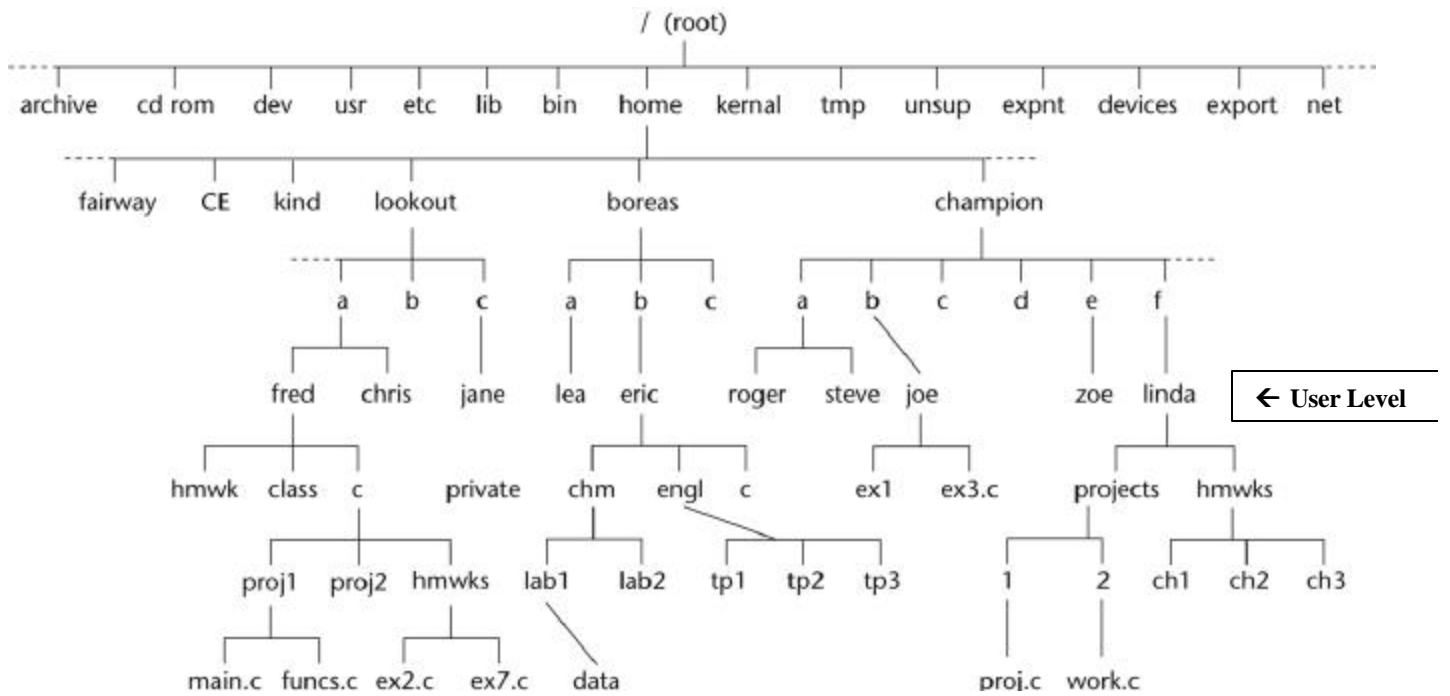 / (root)
archive cd rom dev usr etc lib bin home kernal tmp unsup expnt devices export net
fairway CE kind lookout boreas champion
a b c a b c a b c d e f
fred chris jane lea eric roger steve joe zoe linda ← User Level
hmwk class c private chm engl c ex1 ex3.c projects hmwks
proj1 proj2 hmwks lab1 lab2 tp1 tp2 tp3 1 2 ch1 ch2 ch3
main.c funcs.c ex2.c ex7.c data proj.c work.c